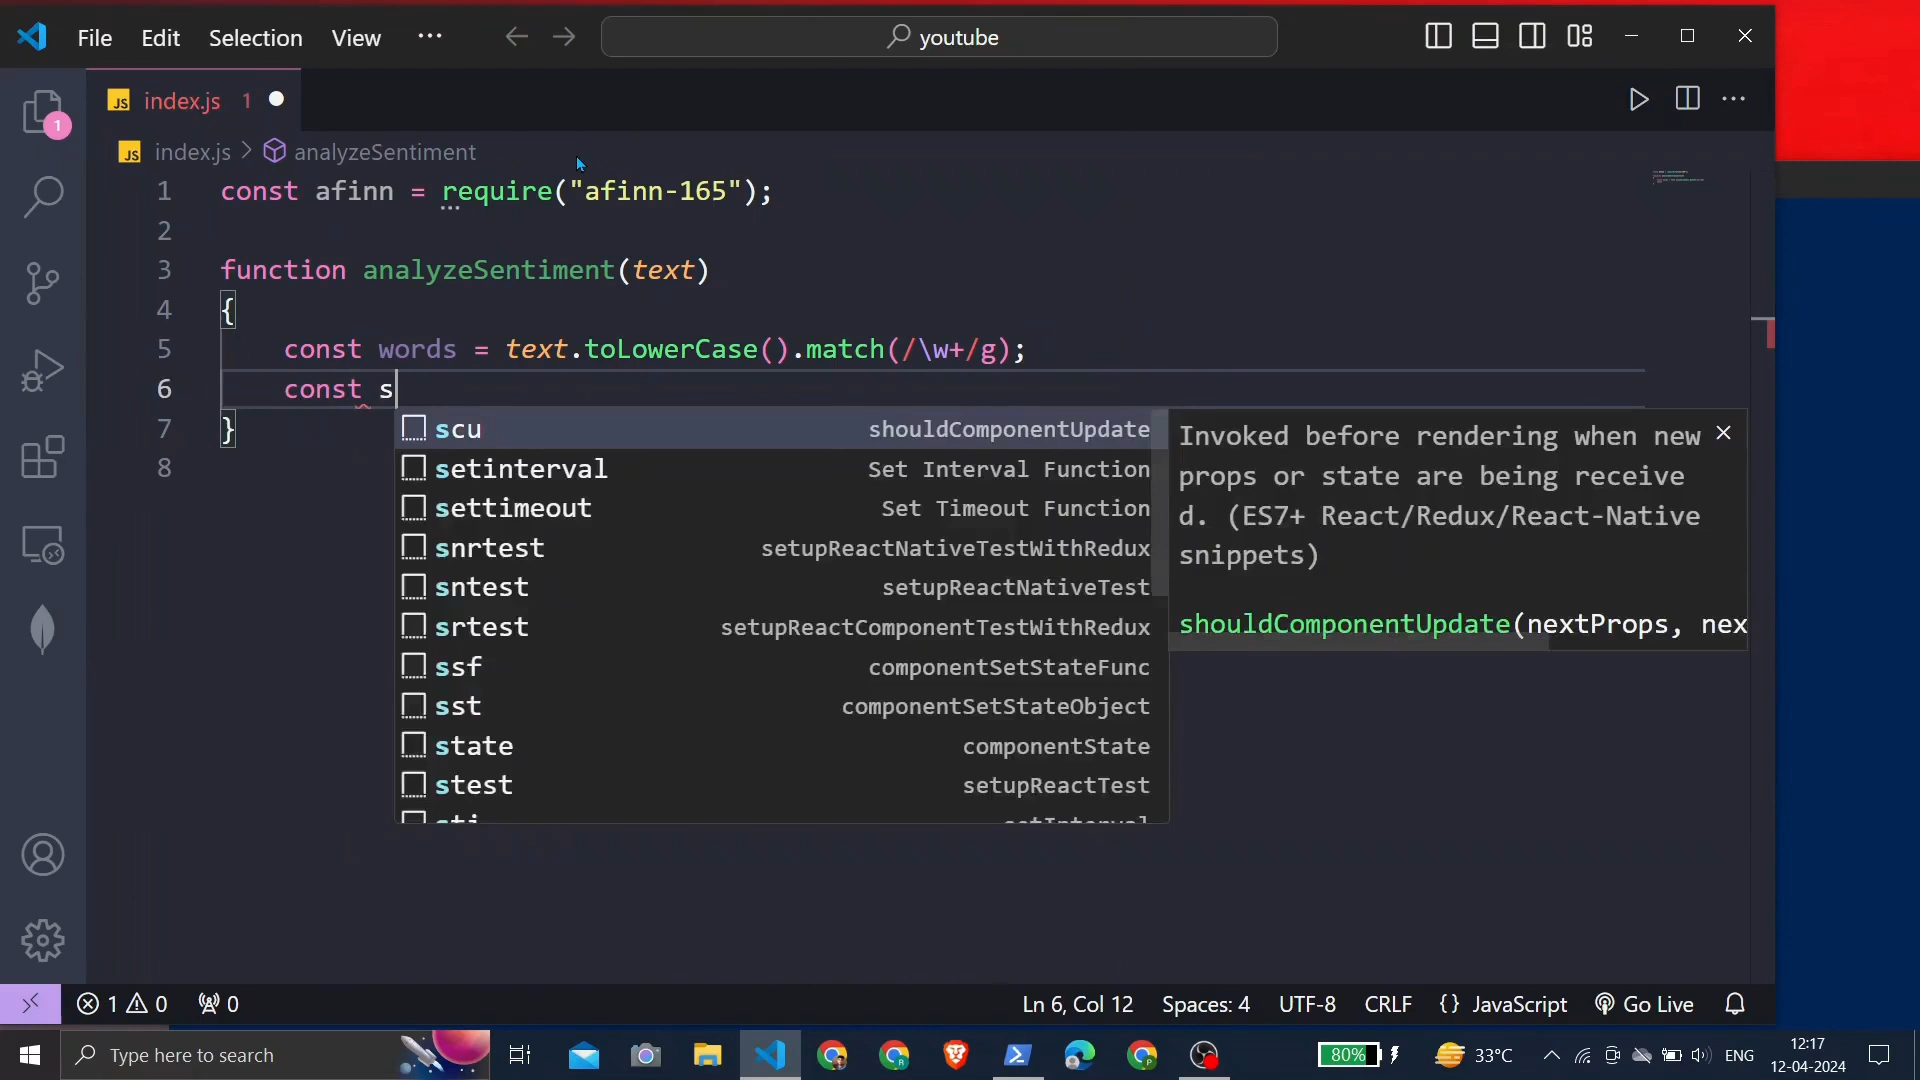 File Edit Selection View ··· youtube
JS index.js 1
JS index.js > analyzeSentiment
1 const afinn = require("afinn-165");
2
3 function analyzeSentiment(text)
4 {
5 const words = text.toLowerCase().match(/\w+/g);
6 const s
7 }
8
scu shouldComponentUpdate
setinterval Set Interval Function
settimeout Set Timeout Function
snrtest setupReactNativeTestWithRedux
sntest setupReactNativeTest
srtest setupReactComponentTestWithRedux
ssf componentSetStateFunc
sst componentSetStateObject
state componentState
stest setupReactTest
sti setInterval
Invoked before rendering when new
props or state are being receive
d. (ES7+ React/Redux/React-Native
snippets)
shouldComponentUpdate(nextProps, nex
1
1 0 0 Ln 6, Col 12 Spaces: 4 UTF-8 CRLF {} JavaScript Go Live
Type here to search 80% 33°C ENG 12:17
12-04-2024